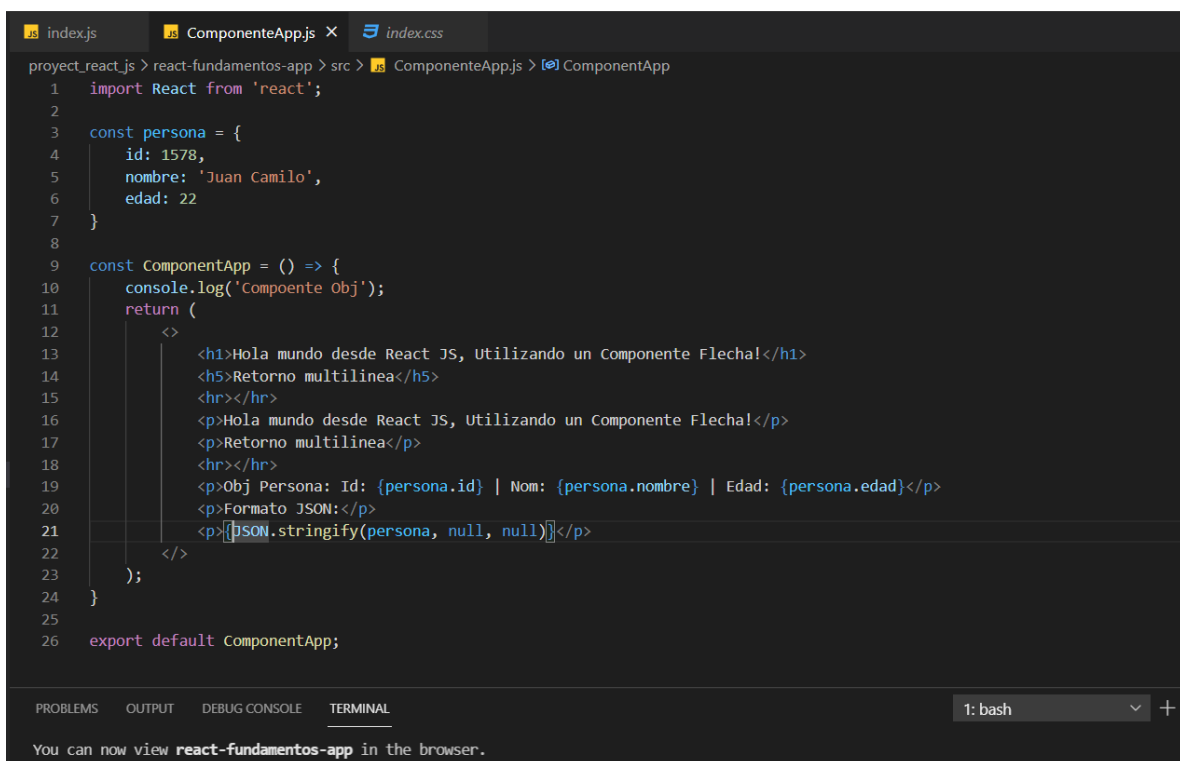 JS index.js JS ComponenteApp.js × index.css
proyect_react_js > react-fundamentos-app > src > JS ComponenteApp.js > ComponentApp
1 import React from 'react';
2
3 const persona = {
4 id: 1578,
5 nombre: 'Juan Camilo',
6 edad: 22
7 }
8
9 const ComponentApp = () => {
10 console.log('Compoente Obj');
11 return (
12 <>
13 <h1>Hola mundo desde React JS, Utilizando un Componente Flecha!</h1>
14 <h5>Retorno multilinea</h5>
15 <hr></hr>
16 <p>Hola mundo desde React JS, Utilizando un Componente Flecha!</p>
17 <p>Retorno multilinea</p>
18 <hr></hr>
19 <p>Obj Persona: Id: {persona.id} | Nom: {persona.nombre} | Edad: {persona.edad}</p>
20 <p>Formato JSON:</p>
21 <p>{JSON.stringify(persona, null, null)}</p>
22 </>
23 );
24 }
25
26 export default ComponentApp;
PROBLEMS OUTPUT DEBUG CONSOLE TERMINAL 1: bash +
You can now view react-fundamentos-app in the browser.